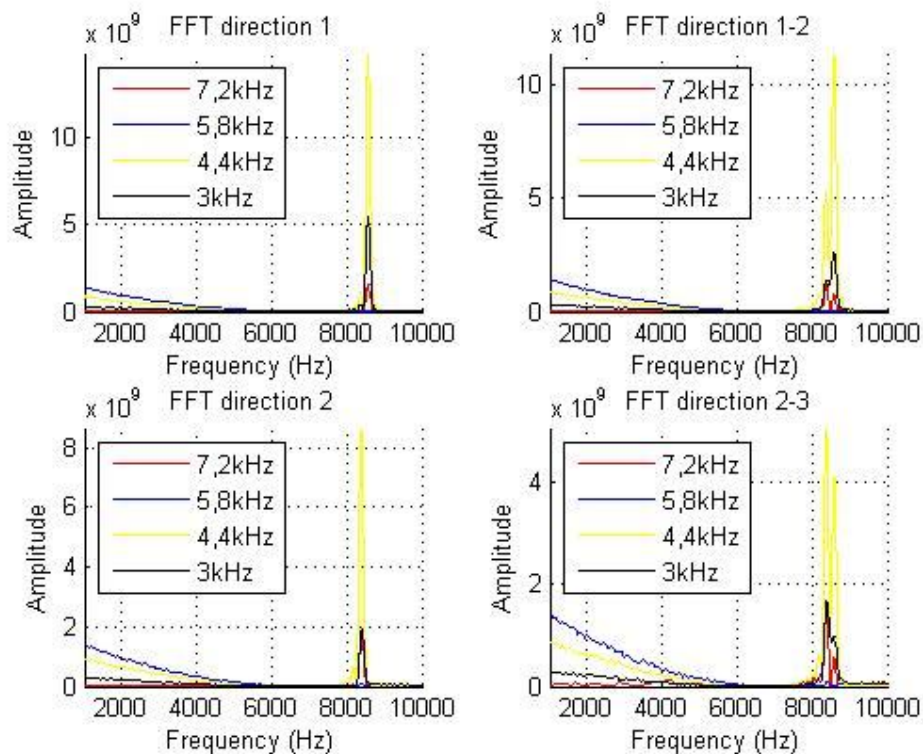 x 10^9 FFT direction 1
10
5
0
Amplitude
7,2kHz
5,8kHz
4,4kHz
3kHz
2000 4000 6000 8000 10000
Frequency (Hz)
x 10^9 FFT direction 1-2
10
5
0
Amplitude
7,2kHz
5,8kHz
4,4kHz
3kHz
2000 4000 6000 8000 10000
Frequency (Hz)
x 10^9 FFT direction 2
8
6
4
2
0
Amplitude
7,2kHz
5,8kHz
4,4kHz
3kHz
2000 4000 6000 8000 10000
Frequency (Hz)
x 10^9 FFT direction 2-3
4
2
0
Amplitude
7,2kHz
5,8kHz
4,4kHz
3kHz
2000 4000 6000 8000 10000
Frequency (Hz)